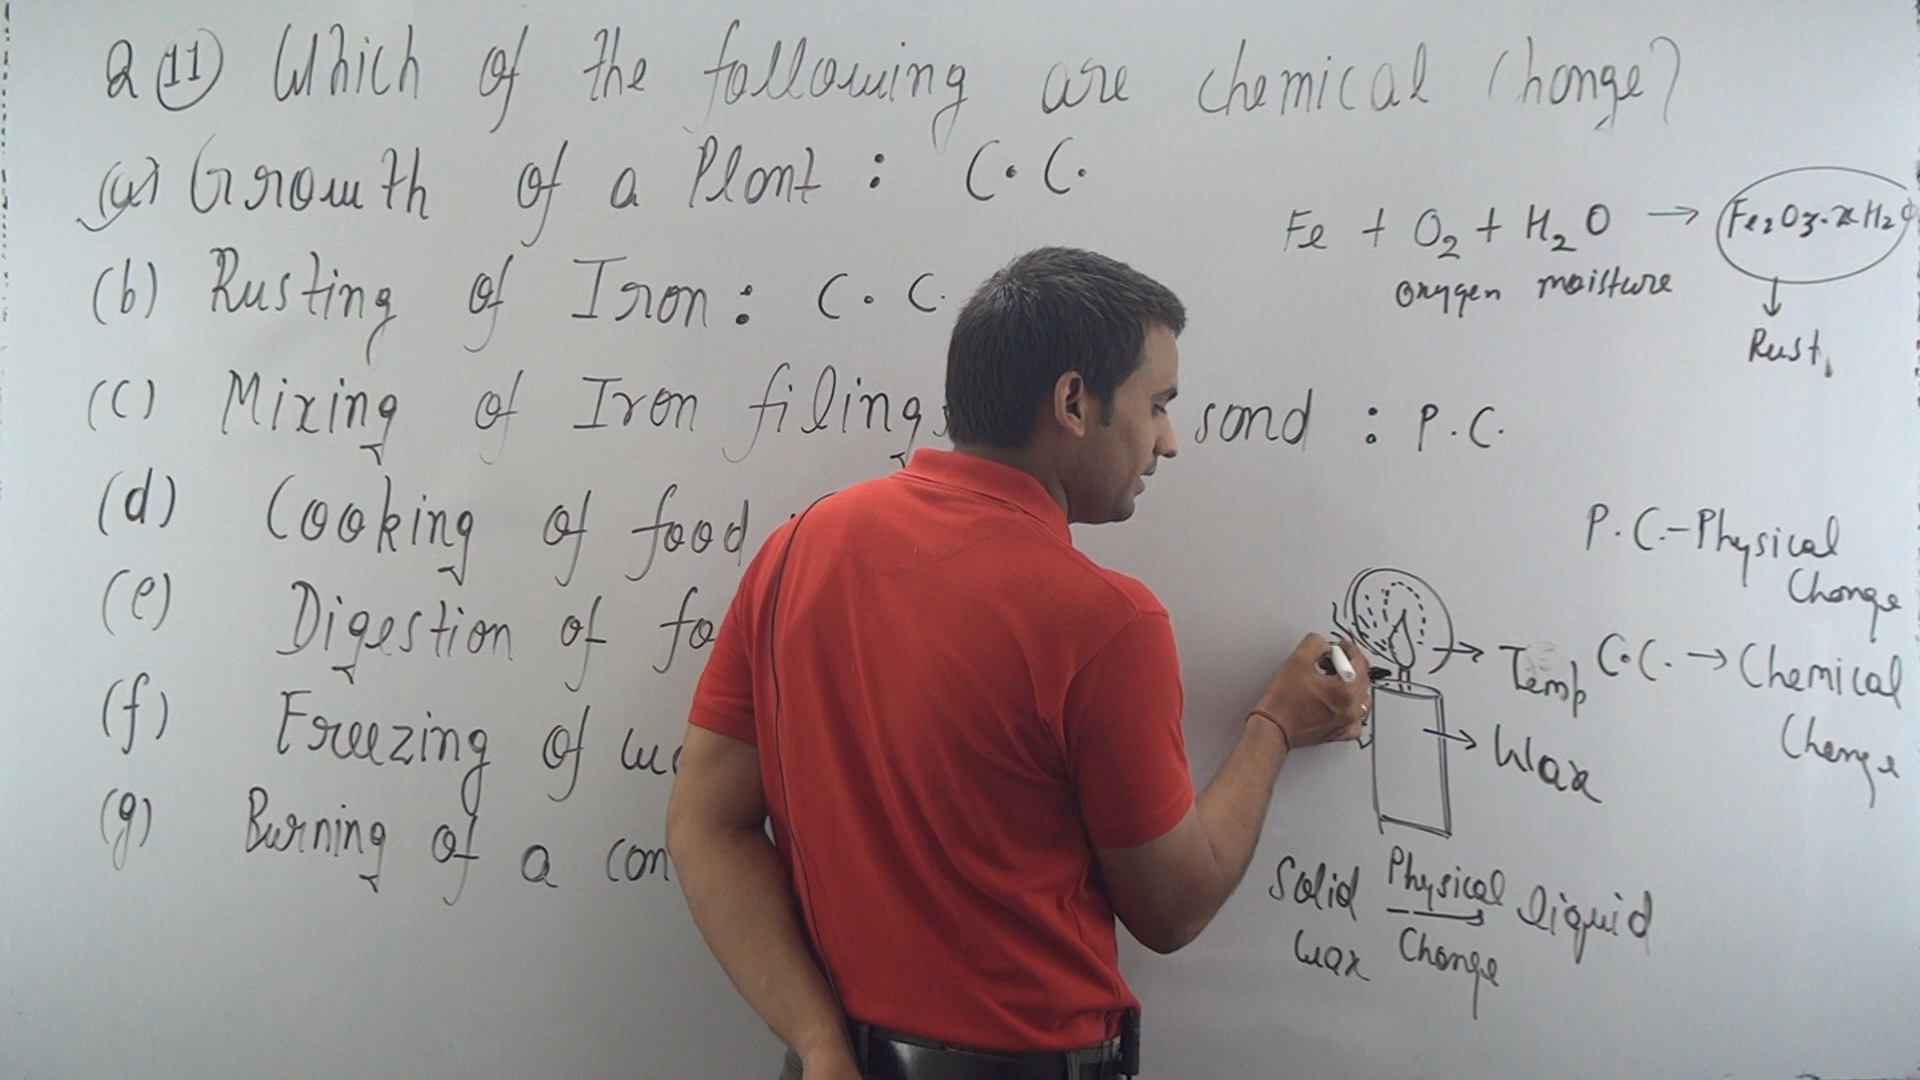 Q 11 Which of the following are chemical Change?
(a) Growth of a Plant : C.C.
(b) Rusting of Iron : C.C.
(c) Mixing of Iron filings sand : P.C.
(d) Cooking of food
(e) Digestion of
(f) Freezing of
(g) Burning of a
Fe + O2 + H2O → Fe2O3.xH2O
oxygen moisture
Rust
P.C.-Physical
Change
C.C. → Chemical
Change
Temp
Wax
Solid Physical liquid
wax Change